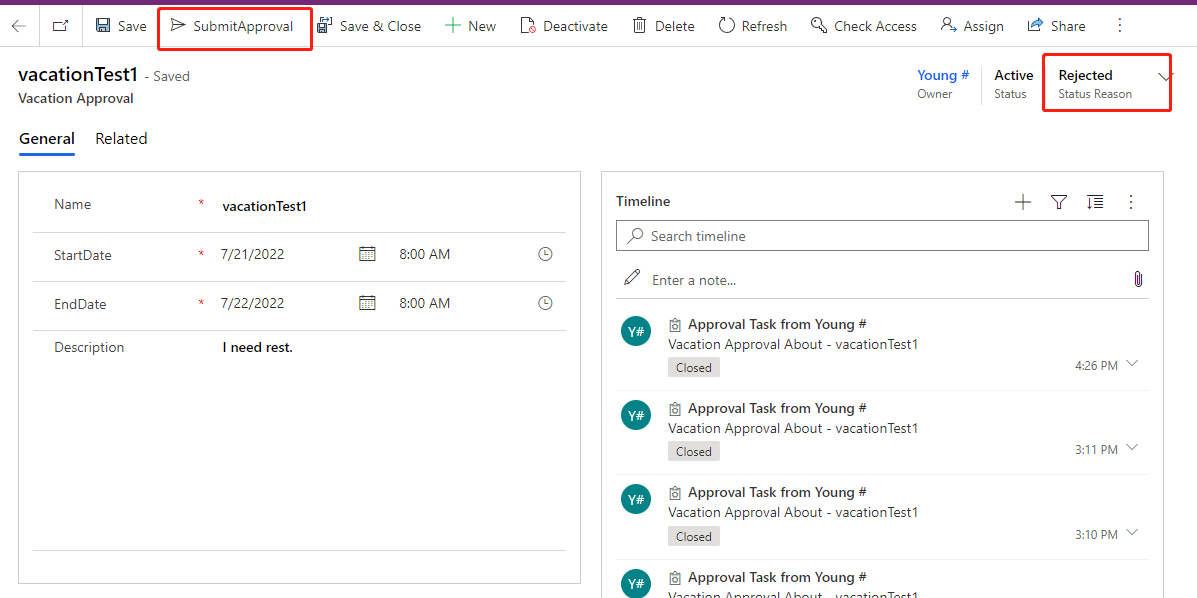 Save
SubmitApproval
Save & Close
New
Deactivate
Delete
Refresh
Check Access
Assign
Share
vacationTest1 - Saved
Vacation Approval
Young #
Owner
Active
Status
Rejected
Status Reason
General
Related
Name * vacationTest1
StartDate * 7/21/2022 8:00 AM
EndDate * 7/22/2022 8:00 AM
Description I need rest.
Timeline
Search timeline
Enter a note...
Y#
Approval Task from Young #
Vacation Approval About - vacationTest1
Closed
4:26 PM
Y#
Approval Task from Young #
Vacation Approval About - vacationTest1
Closed
3:11 PM
Y#
Approval Task from Young #
Vacation Approval About - vacationTest1
Closed
3:10 PM
Y#
Approval Task from Young #
Vacation Approval About - vacationTest1